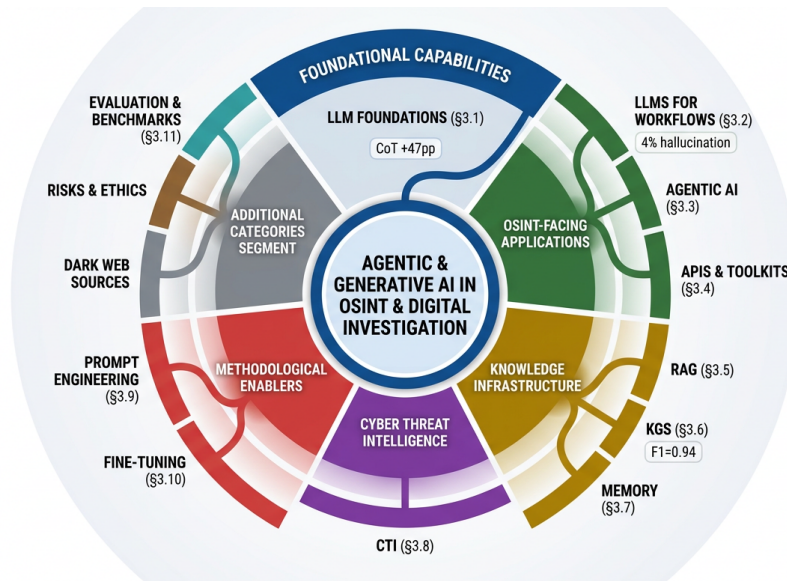 FOUNDATIONAL CAPABILITIES
LLM FOUNDATIONS (§3.1)
CoT +47pp
LLMS FOR
WORKFLOWS (§3.2)
4% hallucination
AGENTIC AI
(§3.3)
APIS & TOOLKITS
(§3.4)
OSINT-FACING
APPLICATIONS
RAG (§3.5)
KGS (§3.6)
F1=0.94
MEMORY
(§3.7)
KNOWLEDGE
INFRASTRUCTURE
CYBER THREAT
INTELLIGENCE
CTI (§3.8)
METHODOLOGICAL
ENABLERS
PROMPT
ENGINEERING
(§3.9)
FINE-TUNING
(§3.10)
ADDITIONAL
CATEGORIES
SEGMENT
EVALUATION &
BENCHMARKS
(§3.11)
RISKS & ETHICS
DARK WEB
SOURCES
AGENTIC &
GENERATIVE AI IN
OSINT & DIGITAL
INVESTIGATION